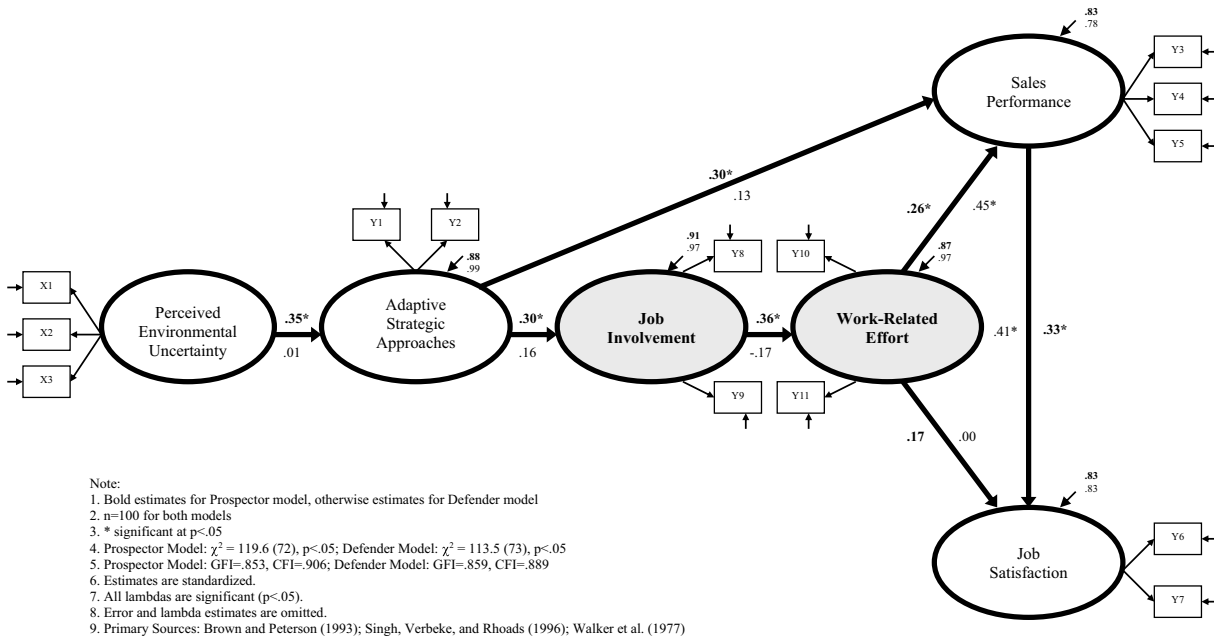 .83
.78
Sales
Performance
Y3
Y4
Y5
.30*
.13
.26*
.45*
Y1
Y2
.88
.99
.91
.97
Y8
Y10
.87
.97
X1
X2
X3
Perceived
Environmental
Uncertainty
.35*
.01
Adaptive
Strategic
Approaches
.30*
.16
Job
Involvement
.36*
-.17
Work-Related
Effort
.41*
.33*
Y9
Y11
.17
.00
.83
.83
Job
Satisfaction
Y6
Y7
Note:
1. Bold estimates for Prospector model, otherwise estimates for Defender model
2. n=100 for both models
3. * significant at p<.05
4. Prospector Model: χ² = 119.6 (72), p<.05; Defender Model: χ² = 113.5 (73), p<.05
5. Prospector Model: GFI=.853, CFI=.906; Defender Model: GFI=.859, CFI=.889
6. Estimates are standardized.
7. All lambdas are significant (p<.05).
8. Error and lambda estimates are omitted.
9. Primary Sources: Brown and Peterson (1993); Singh, Verbeke, and Rhoads (1996); Walker et al. (1977)